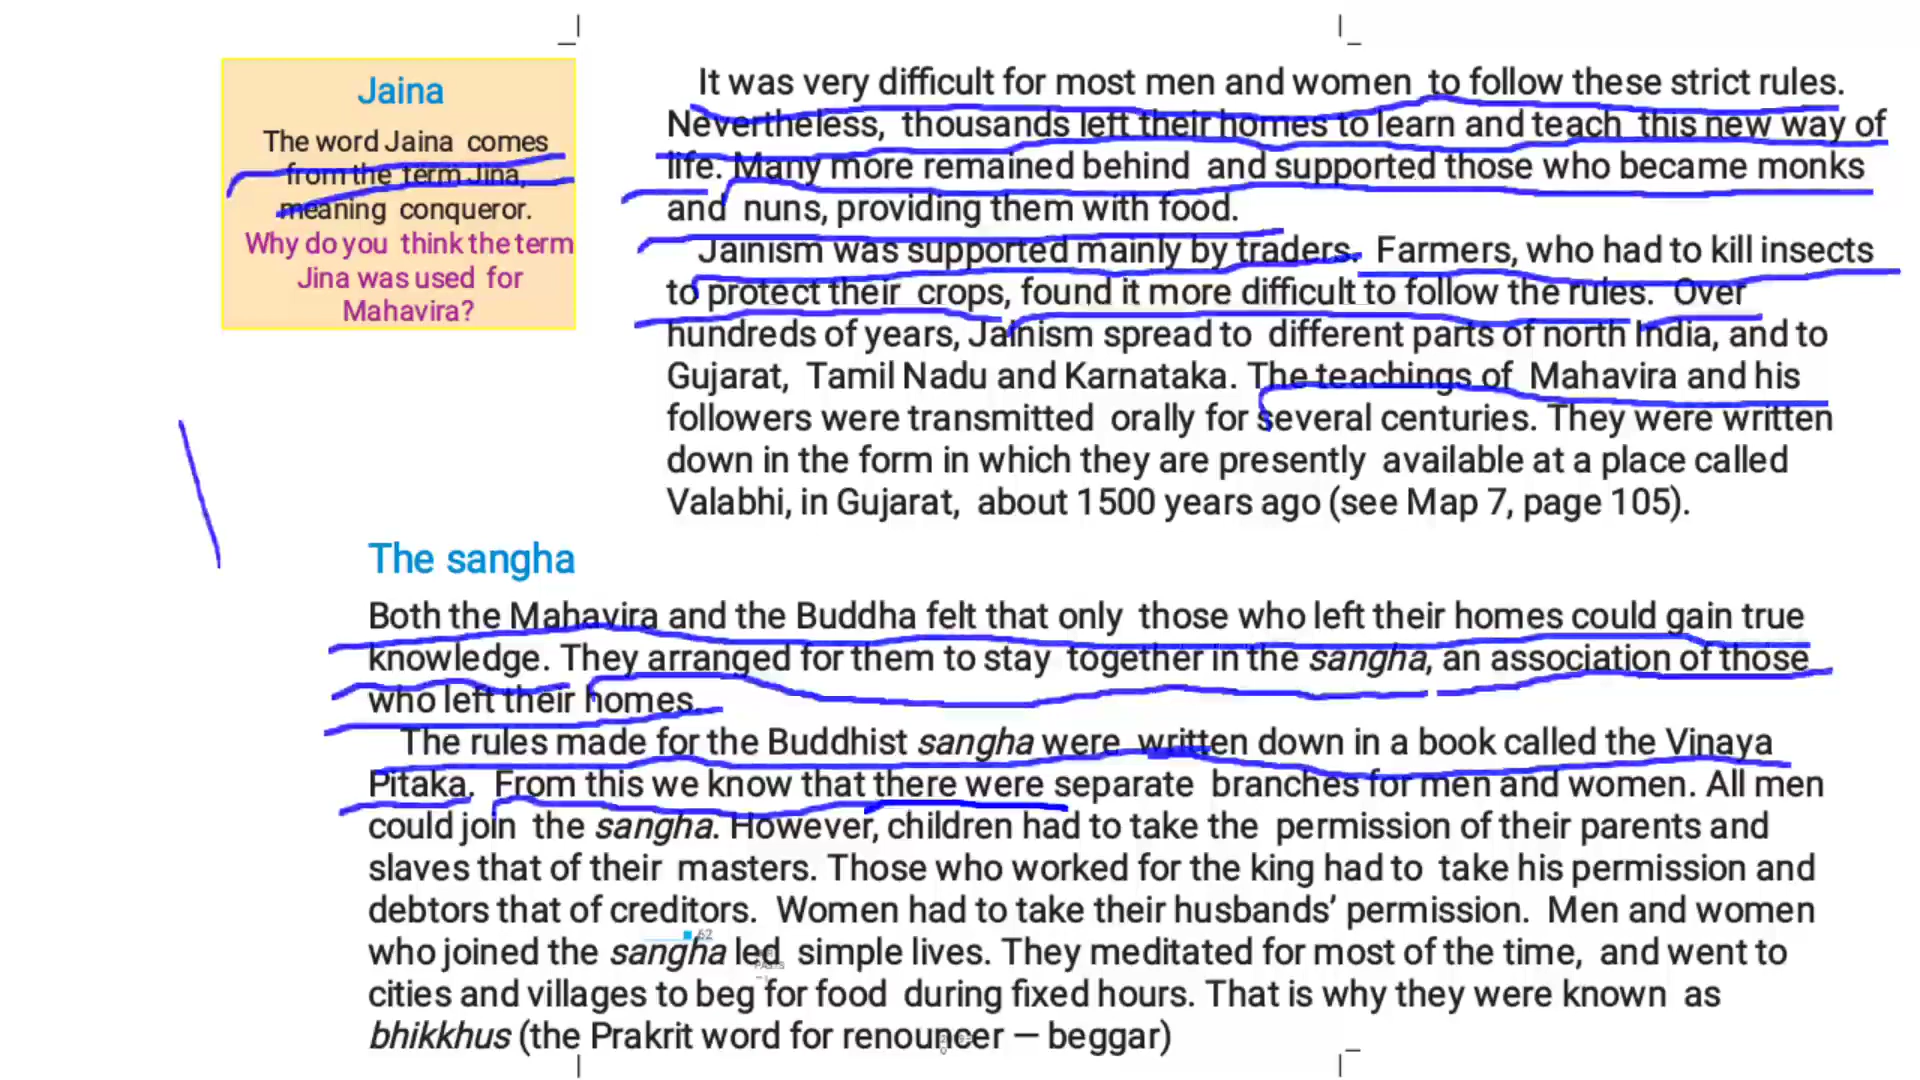 Jaina
The word Jaina comes
from the term Jina,
meaning conqueror.
Why do you think the term
Jina was used for
Mahavira?
It was very difficult for most men and women to follow these strict rules.
Nevertheless, thousands left their homes to learn and teach this new way of
life. Many more remained behind and supported those who became monks
and nuns, providing them with food.
Jainism was supported mainly by traders. Farmers, who had to kill insects
to protect their crops, found it more difficult to follow the rules. Over
hundreds of years, Jainism spread to different parts of north India, and to
Gujarat, Tamil Nadu and Karnataka. The teachings of Mahavira and his
followers were transmitted orally for several centuries. They were written
down in the form in which they are presently available at a place called
Valabhi, in Gujarat, about 1500 years ago (see Map 7, page 105).
The sangha
Both the Mahavira and the Buddha felt that only those who left their homes could gain true
knowledge. They arranged for them to stay together in the sangha, an association of those
who left their homes.
The rules made for the Buddhist sangha were written down in a book called the Vinaya
Pitaka. From this we know that there were separate branches for men and women. All men
could join the sangha. However, children had to take the permission of their parents and
slaves that of their masters. Those who worked for the king had to take his permission and
debtors that of creditors. Women had to take their husbands’ permission. Men and women
62
who joined the sangha led simple lives. They meditated for most of the time, and went to
cities and villages to beg for food during fixed hours. That is why they were known as
bhikkhus (the Prakrit word for renouncer — beggar)